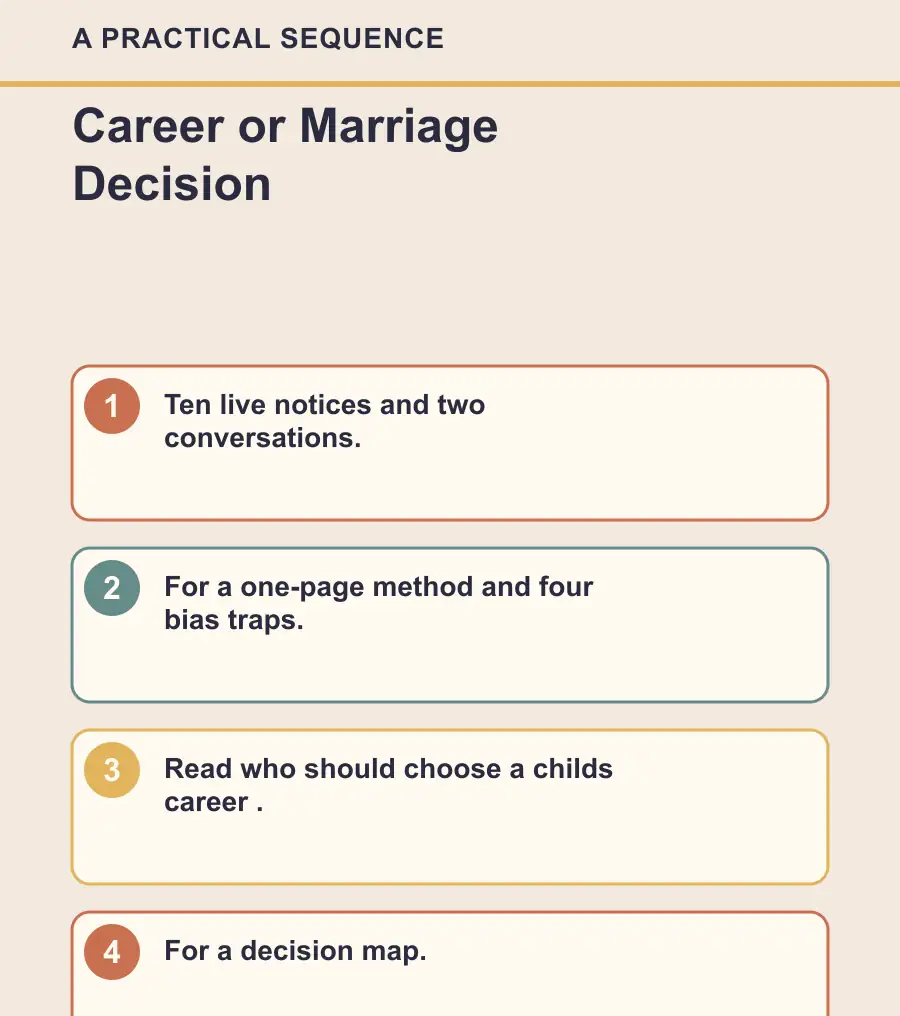 A PRACTICAL SEQUENCE
Career or Marriage
Decision
1
Ten live notices and two
conversations.
2
For a one-page method and four
bias traps.
3
Read who should choose a childs
career .
4
For a decision map.